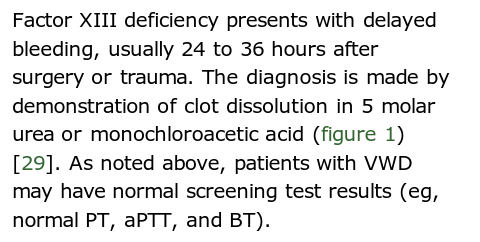 Factor XIII deficiency presents with delayed
bleeding, usually 24 to 36 hours after
surgery or trauma. The diagnosis is made by
demonstration of clot dissolution in 5 molar
urea or monochloroacetic acid (figure 1)
[29]. As noted above, patients with VWD
may have normal screening test results (eg,
normal PT, aPTT, and BT).